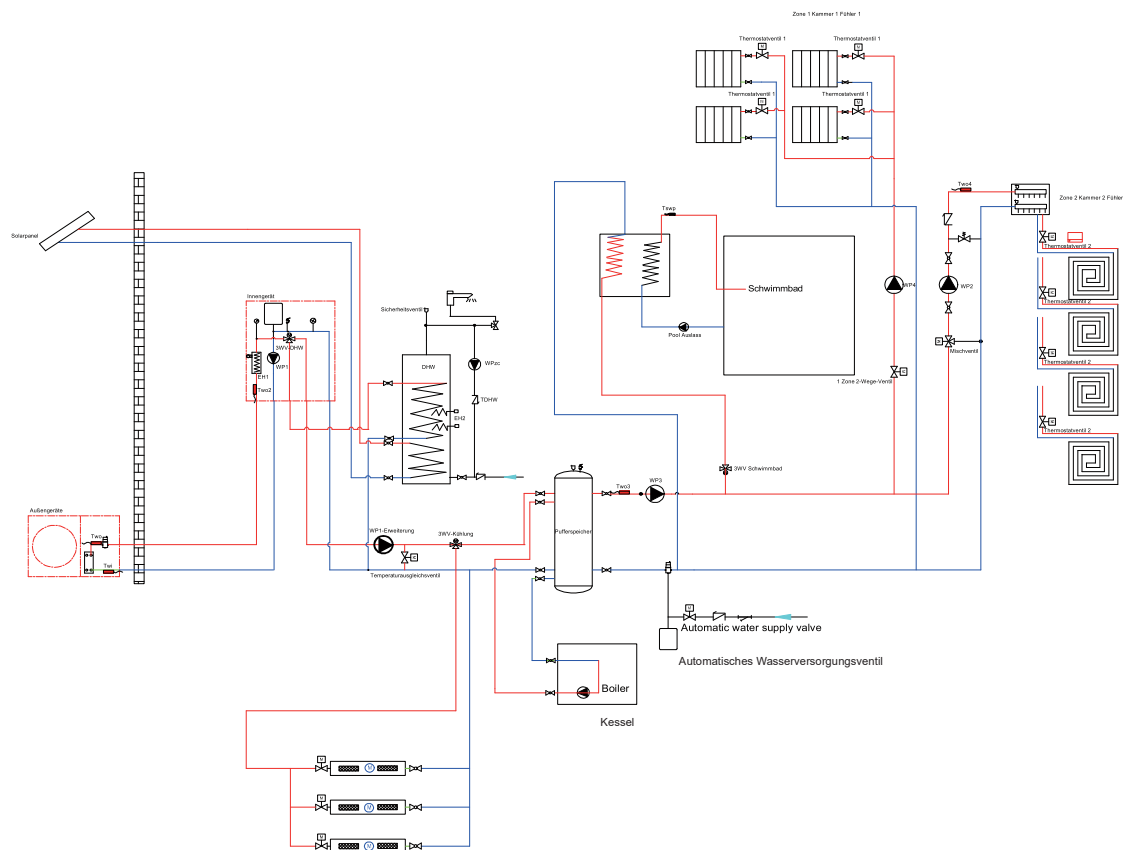 Zone 1 Kammer 1 Fühler 1
Thermostatventil 1
Thermostatventil 1
Thermostatventil 1
Thermostatventil 1
Two4
Zone 2 Kammer 2 Fühler
Thermostatventil 2
Thermostatventil 2
Thermostatventil 2
Thermostatventil 2
Solarpanel
Innengerät
3WV-DHW
WP1
EH1
Two2
Sicherheitsventil
DHW
WPzc
TDHW
EH2
Schwimmbad
Pool Auslass
WP4
WP2
Mischventil
1 Zone 2-Wege-Ventil
3WV Schwimmbad
Two3
WP3
Pufferspeicher
Außengeräte
Two
Twi
WP1-Erweiterung
3WV-Kühlung
Temperaturausgleichsventil
M
M
M
M
M
M
M
M
M
Automatic water supply valve
Automatisches Wasserversorgungsventil
Boiler
Kessel